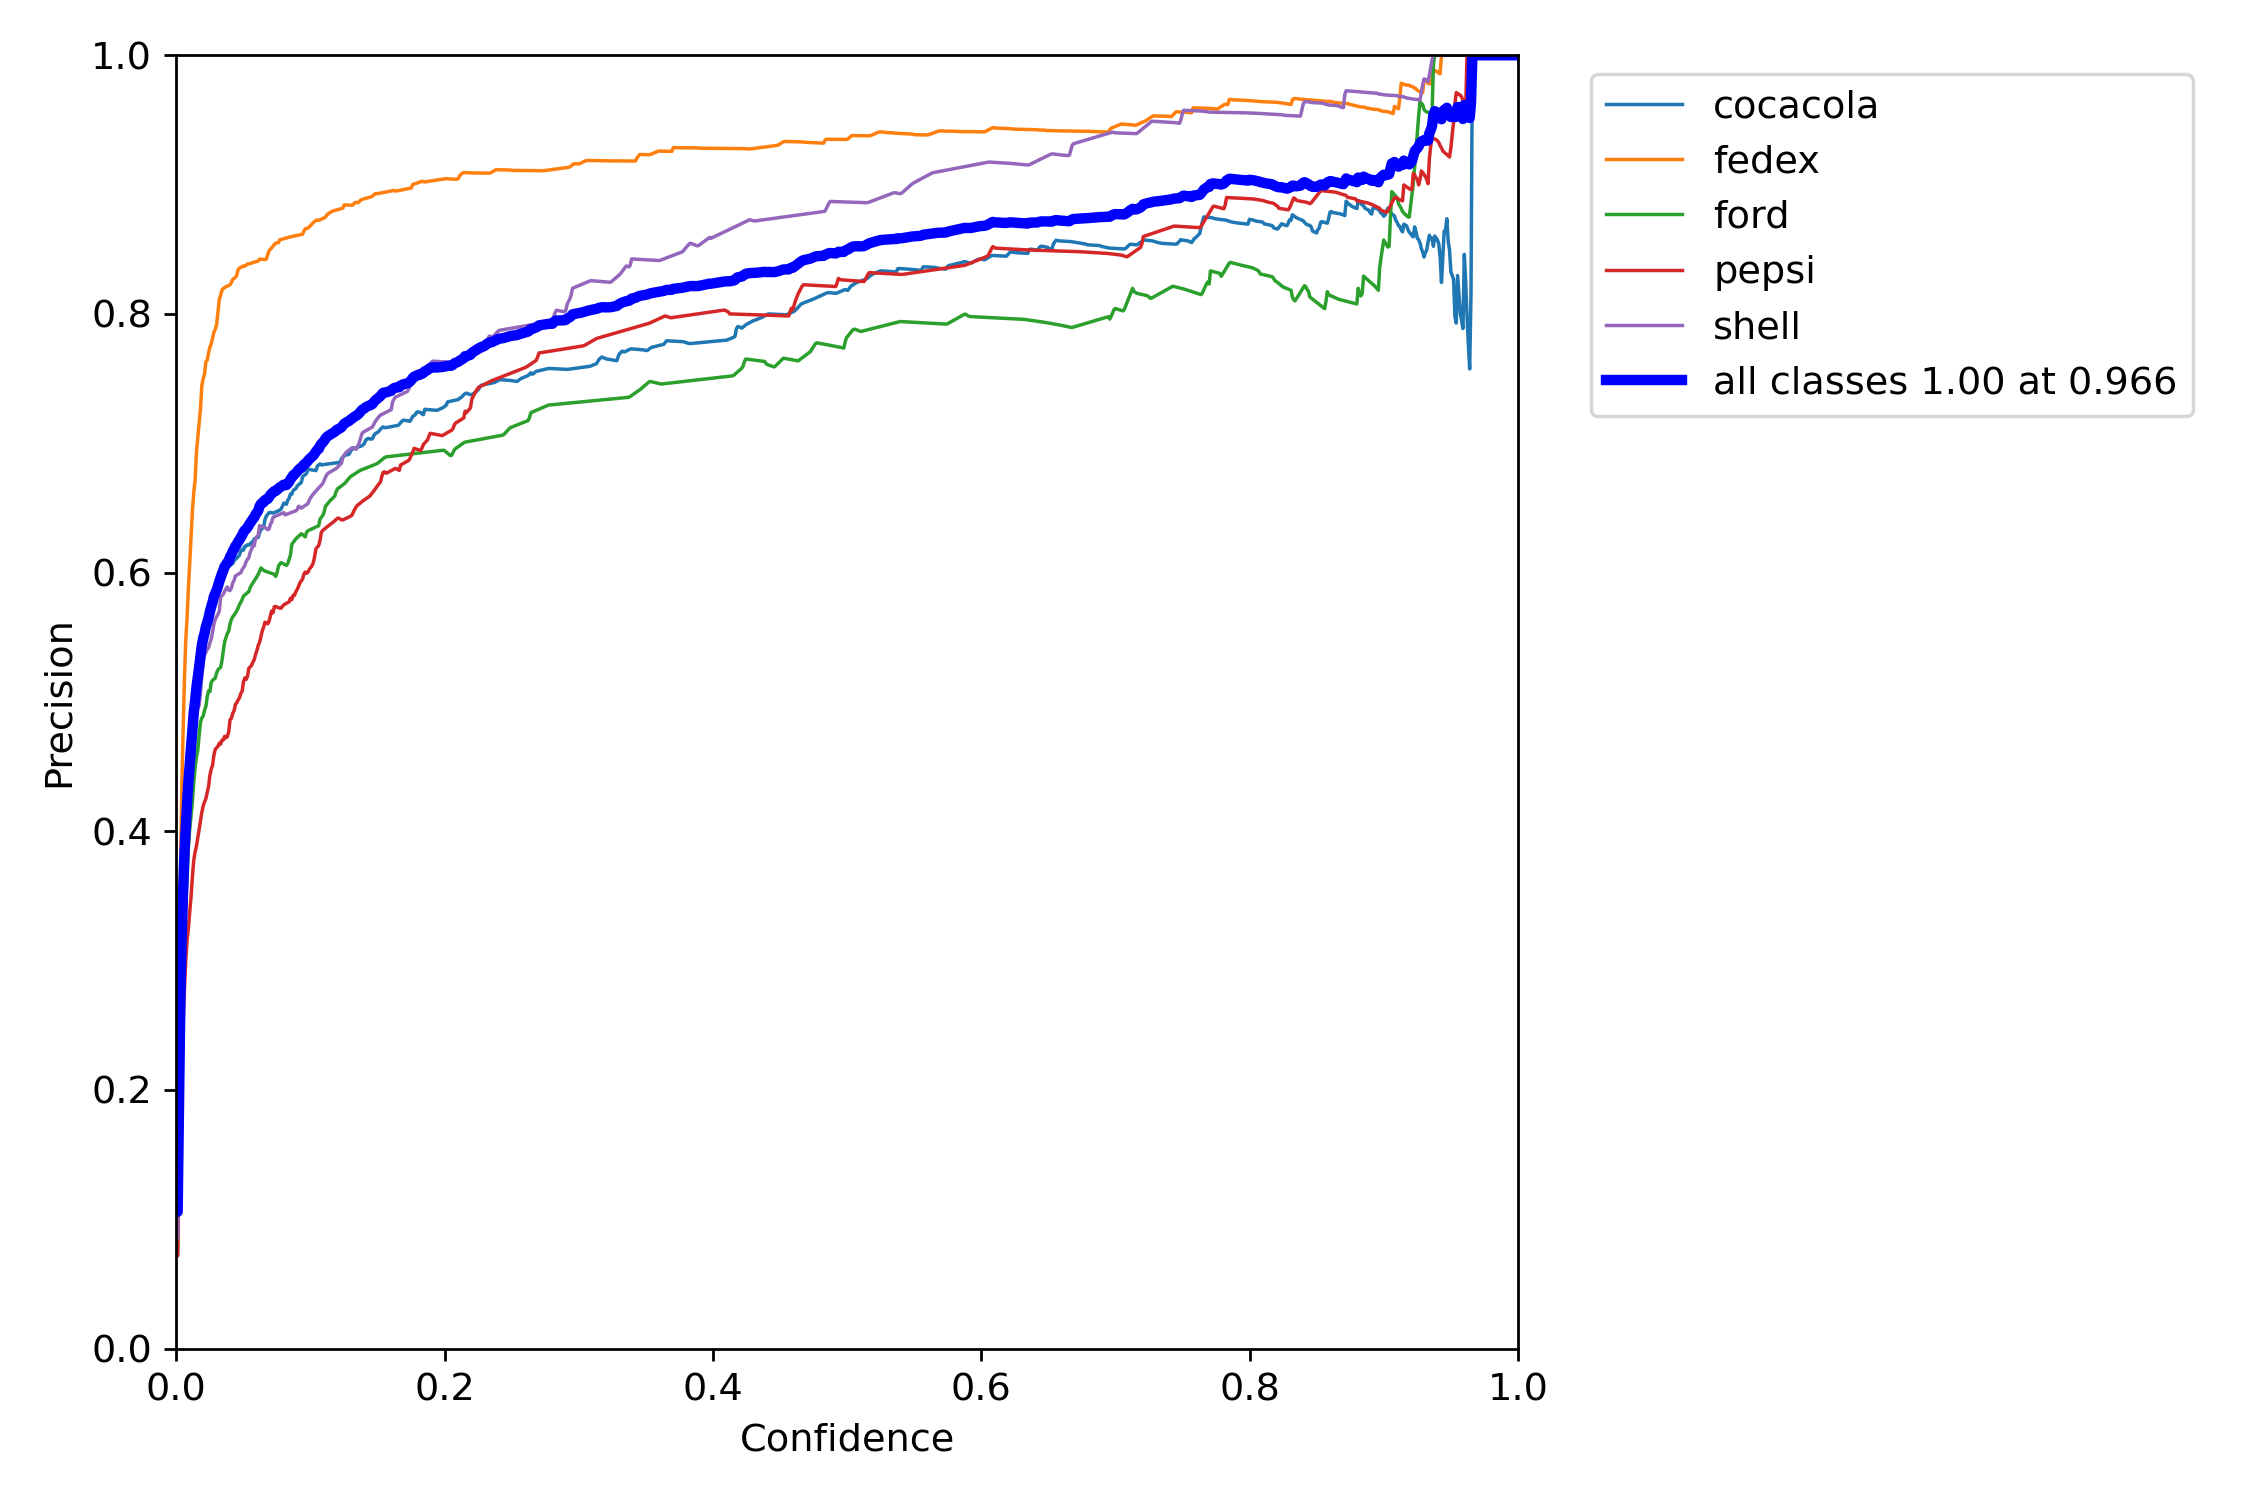 1.0
0.8
0.6
0.4
0.2
0.0
Precision
0.0 0.2 0.4 0.6 0.8 1.0
Confidence
cocacola
fedex
ford
pepsi
shell
all classes 1.00 at 0.966